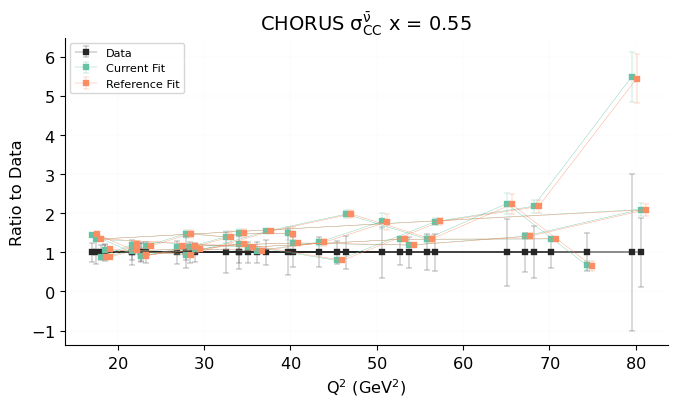 CHORUS σ_CC^ν̄ x = 0.55
Data
Current Fit
Reference Fit
Ratio to Data
6
5
4
3
2
1
0
−1
20 30 40 50 60 70 80
Q² (GeV²)